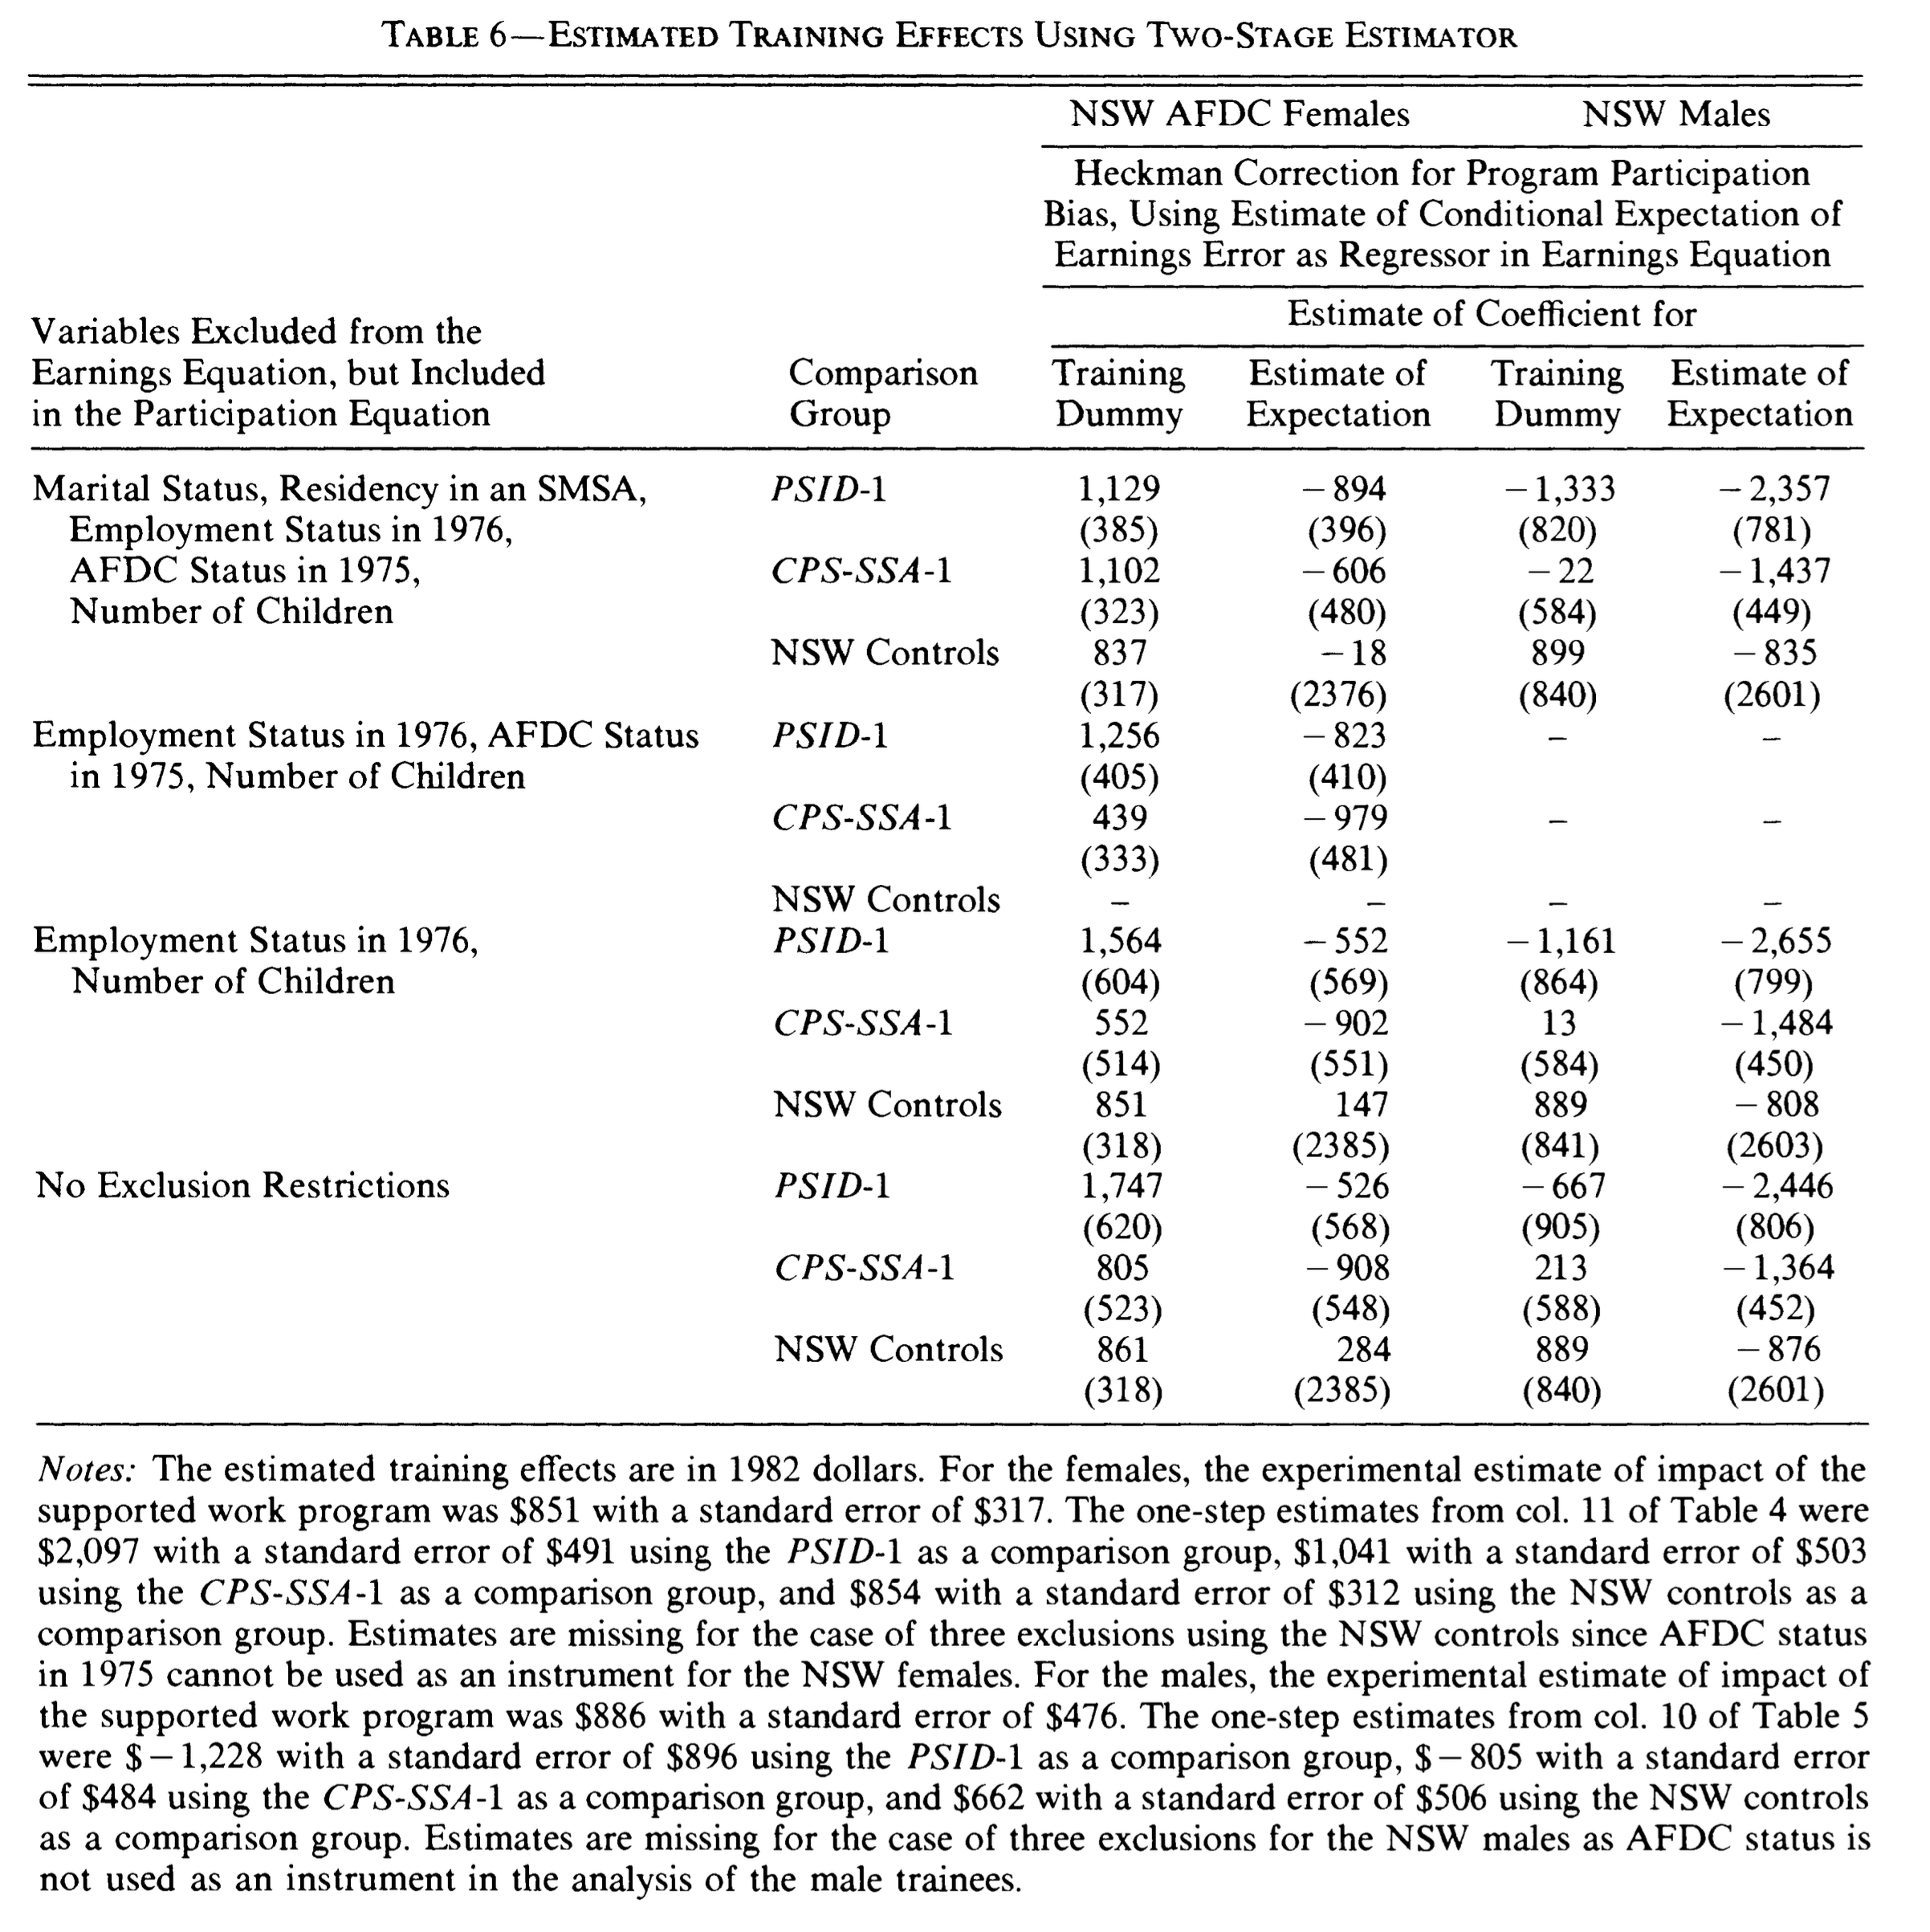 TABLE 6—ESTIMATED TRAINING EFFECTS USING TWO-STAGE ESTIMATOR
NSW AFDC Females NSW Males
Heckman Correction for Program Participation
Bias, Using Estimate of Conditional Expectation of
Earnings Error as Regressor in Earnings Equation
Estimate of Coefficient for
Variables Excluded from the
Earnings Equation, but Included Comparison Training Estimate of Training Estimate of
in the Participation Equation Group Dummy Expectation Dummy Expectation
Marital Status, Residency in an SMSA, PSID-1 1,129 −894 −1,333 −2,357
Employment Status in 1976, (385) (396) (820) (781)
AFDC Status in 1975, CPS-SSA-1 1,102 −606 −22 −1,437
Number of Children (323) (480) (584) (449)
NSW Controls 837 −18 899 −835
(317) (2376) (840) (2601)
Employment Status in 1976, AFDC Status PSID-1 1,256 −823 – –
in 1975, Number of Children (405) (410)
CPS-SSA-1 439 −979 – –
(333) (481)
NSW Controls – – – –
Employment Status in 1976, PSID-1 1,564 −552 −1,161 −2,655
Number of Children (604) (569) (864) (799)
CPS-SSA-1 552 −902 13 −1,484
(514) (551) (584) (450)
NSW Controls 851 147 889 −808
(318) (2385) (841) (2603)
No Exclusion Restrictions PSID-1 1,747 −526 −667 −2,446
(620) (568) (905) (806)
CPS-SSA-1 805 −908 213 −1,364
(523) (548) (588) (452)
NSW Controls 861 284 889 −876
(318) (2385) (840) (2601)
Notes: The estimated training effects are in 1982 dollars. For the females, the experimental estimate of impact of the
supported work program was $851 with a standard error of $317. The one-step estimates from col. 11 of Table 4 were
$2,097 with a standard error of $491 using the PSID-1 as a comparison group, $1,041 with a standard error of $503
using the CPS-SSA-1 as a comparison group, and $854 with a standard error of $312 using the NSW controls as a
comparison group. Estimates are missing for the case of three exclusions using the NSW controls since AFDC status
in 1975 cannot be used as an instrument for the NSW females. For the males, the experimental estimate of impact of
the supported work program was $886 with a standard error of $476. The one-step estimates from col. 10 of Table 5
were $−1,228 with a standard error of $896 using the PSID-1 as a comparison group, $−805 with a standard error
of $484 using the CPS-SSA-1 as a comparison group, and $662 with a standard error of $506 using the NSW controls
as a comparison group. Estimates are missing for the case of three exclusions for the NSW males as AFDC status is
not used as an instrument in the analysis of the male trainees.